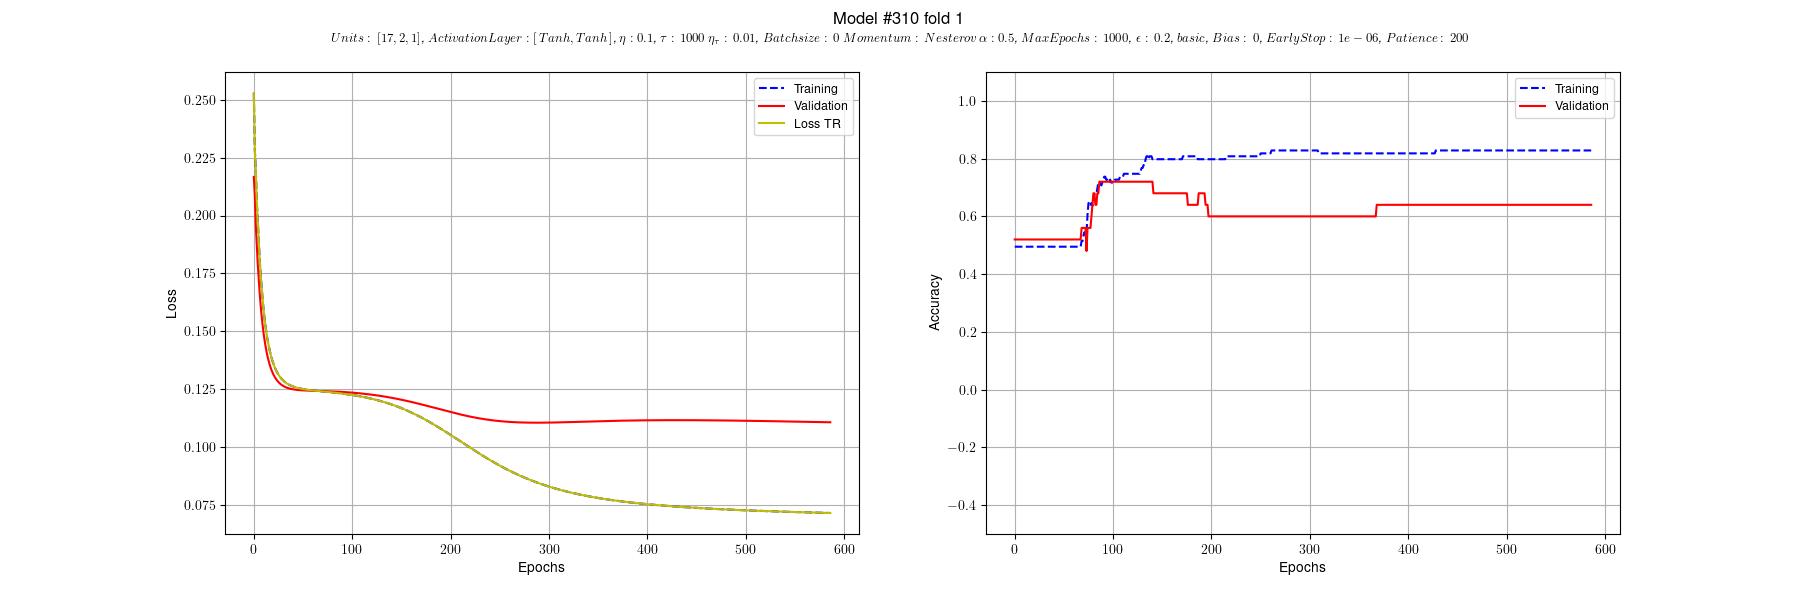 Model #310 fold 1
Units : [17, 2, 1], ActivationLayer : [Tanh, Tanh], η : 0.1, τ : 1000 η_τ : 0.01, Batchsize : 0 Momentum : Nesterov α : 0.5, MaxEpochs : 1000, ϵ : 0.2, basic, Bias : 0, EarlyStop : 1e − 06, Patience : 200
Training
Validation
Loss TR
0.250
0.225
0.200
0.175
0.150
0.125
0.100
0.075
Loss
0 100 200 300 400 500 600
Epochs
Training
Validation
1.0
0.8
0.6
0.4
0.2
0.0
−0.2
−0.4
Accuracy
0 100 200 300 400 500 600
Epochs